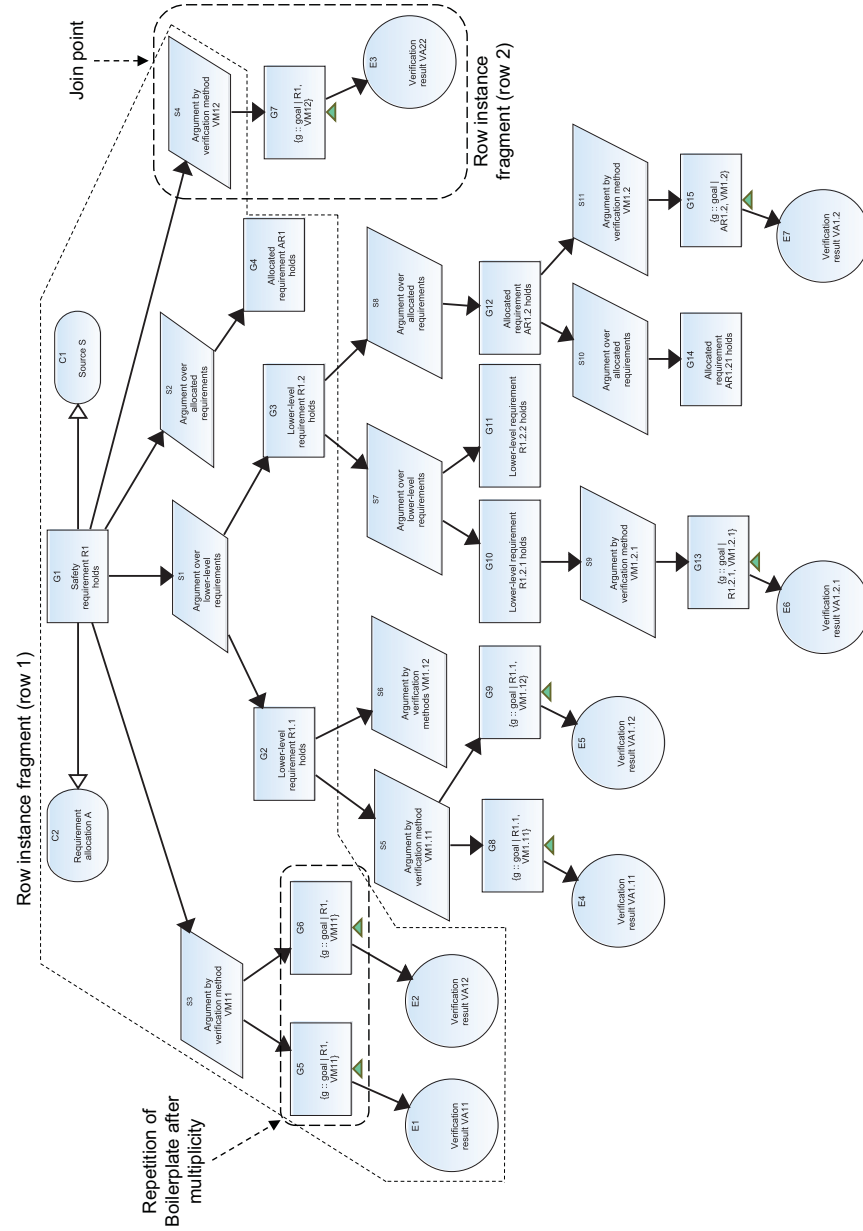 Row instance fragment (row 1)
Join point
Row instance
fragment (row 2)
Repetition of
Boilerplate after
multiplicity
C2
Requirement
allocation A
G1
Safety
requirement R1
holds
C1
Source S
S3
Argument by
verification method
VM11
S1
Argument over
lower-level
requirements
S2
Argument over
allocated
requirements
S4
Argument by
verification method
VM12
G5
{g :: goal | R1,
VM11}
G6
{g :: goal | R1,
VM11}
G2
Lower-level
requirement R1.1
holds
G3
Lower-level
requirement R1.2
holds
G4
Allocated
requirement AR1
holds
G7
{g :: goal | R1,
VM12}
E1
Verification
result VA11
E2
Verification
result VA12
S5
Argument by
verification method
VM1.11
S6
Argument by
verification
methods VM1.12
S7
Argument over
lower-level
requirements
S8
Argument over
allocated
requirements
E3
Verification
result VA22
G8
{g :: goal | R1.1,
VM1.11}
G9
{g :: goal | R1.1,
VM1.12}
G10
Lower-level requirement
R1.2.1 holds
G11
Lower-level requirement
R1.2.2 holds
G12
Allocated
requirement
AR1.2 holds
E4
Verification
result VA1.11
E5
Verification
result VA1.12
S9
Argument by
verification method
VM1.2.1
S10
Argument over
allocated
requirements
S11
Argument by
verification method
VM1.2
G13
{g :: goal |
R1.2.1, VM1.2.1}
G14
Allocated
requirement
AR1.21 holds
G15
{g :: goal |
AR1.2, VM1.2}
E6
Verification
result VA1.2.1
E7
Verification
result VA1.2